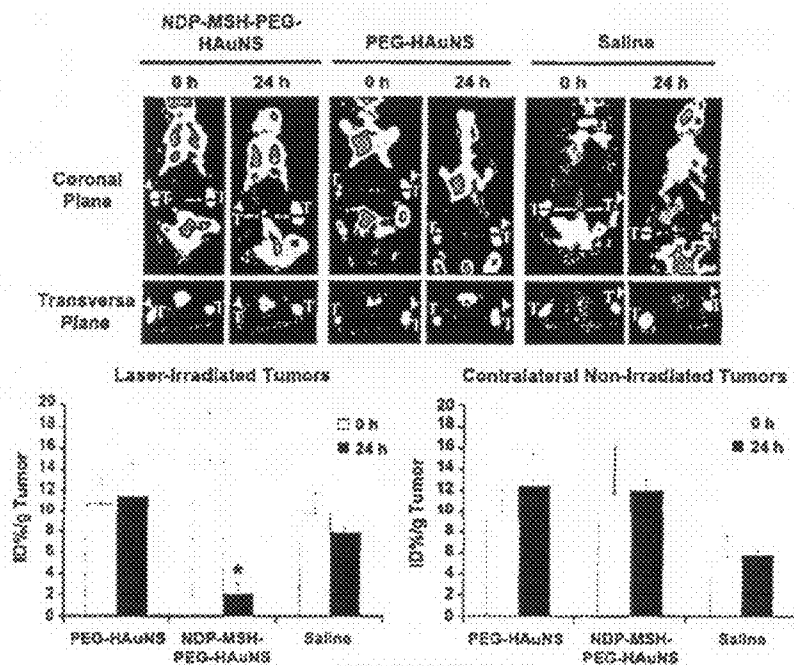 NDP-MSH-PEG-
HAuNS PEG-HAuNS Saline
0 h 24 h 0 h 24 h 0 h 24 h
Coronal
Plane
Transversa
Plane
Laser-Irradiated Tumors
20
18
16
14
12
10
8
6
4
2
0
ID%/g Tumor
0 h
24 h
*
PEG-HAuNS NDP-MSH- Saline
PEG-HAuNS
Contralateral Non-Irradiated Tumors
20
18
16
14
12
10
8
6
4
2
0
ID%/g Tumor
0 h
24 h
PEG-HAuNS NDP-MSH- Saline
PEG-HAuNS